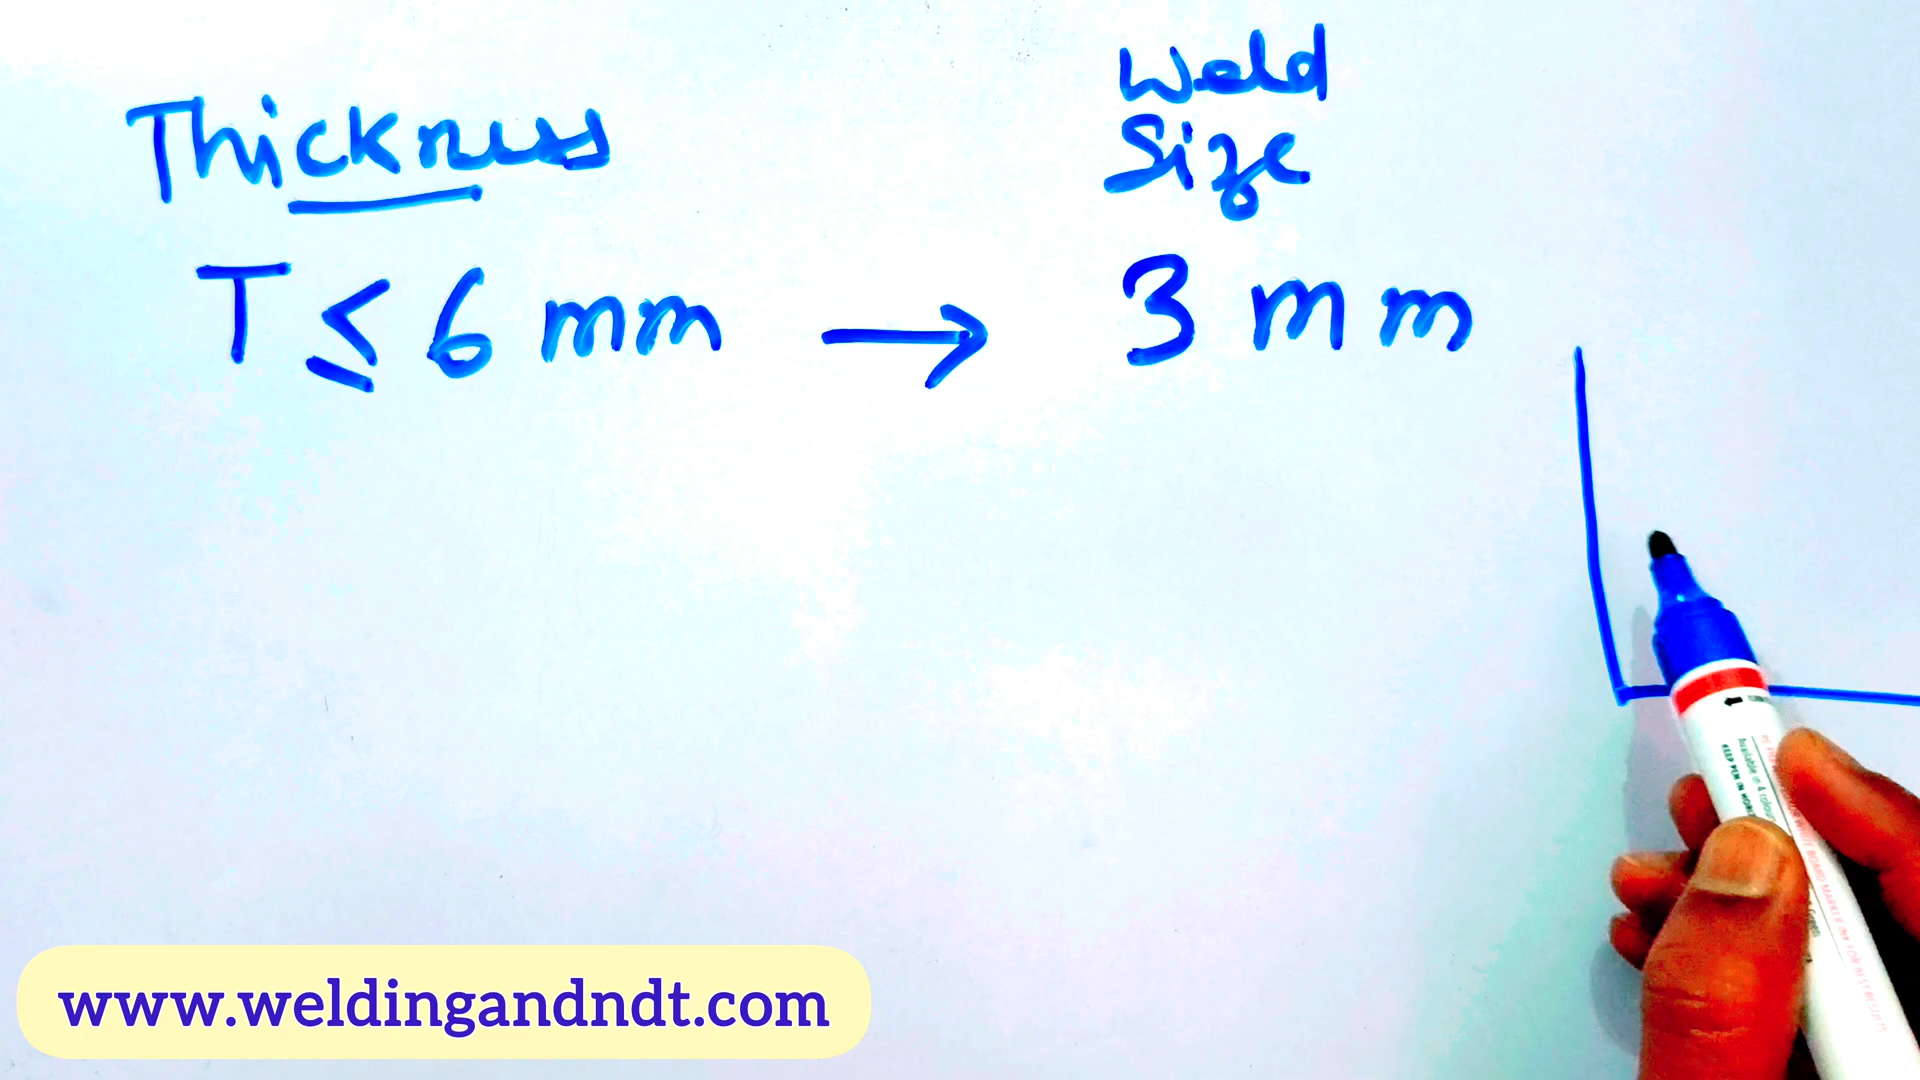 Thickness
Weld
Size
T ≤ 6 mm → 3 mm
www.weldingandndt.com